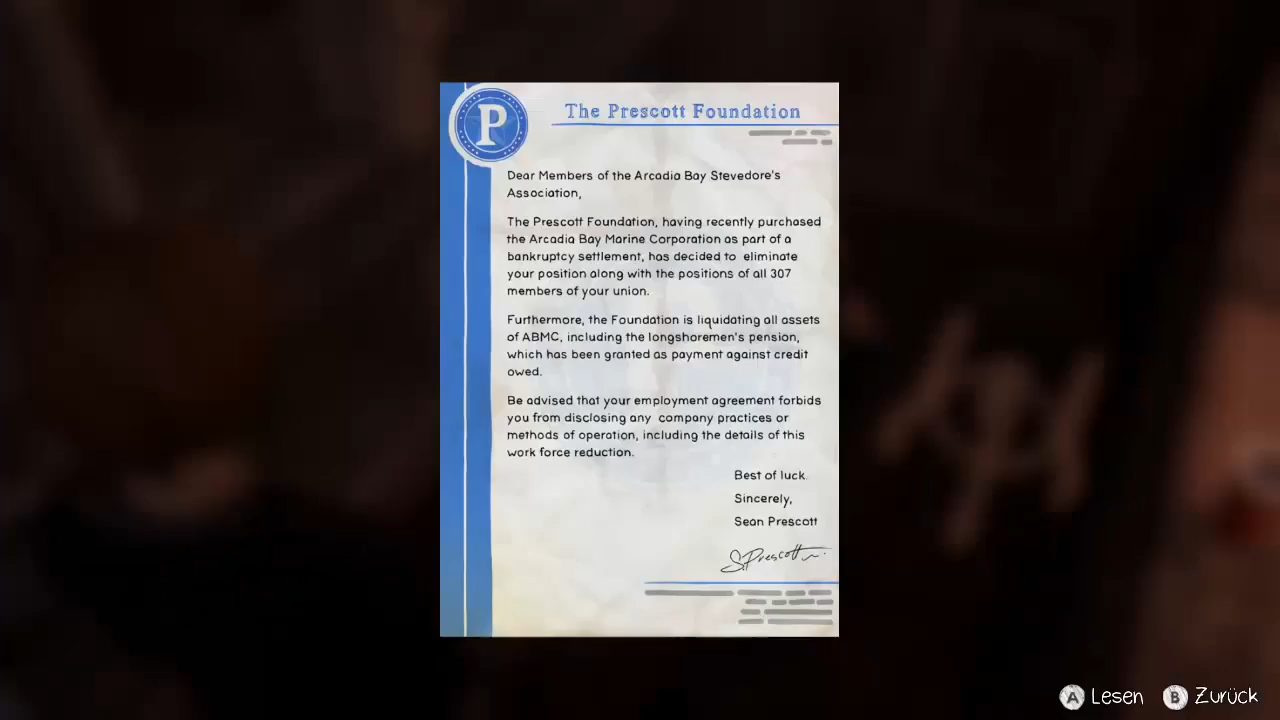 P
The Prescott Foundation
Dear Members of the Arcadia Bay Stevedore's
Association,
The Prescott Foundation, having recently purchased
the Arcadia Bay Marine Corporation as part of a
bankruptcy settlement, has decided to eliminate
your position along with the positions of all 307
members of your union.
Furthermore, the Foundation is liquidating all assets
of ABMC, including the longshoremen's pension,
which has been granted as payment against credit
owed.
Be advised that your employment agreement forbids
you from disclosing any company practices or
methods of operation, including the details of this
work force reduction.
Best of luck.
Sincerely,
Sean Prescott
S. Prescott
A Lesen B Zurück